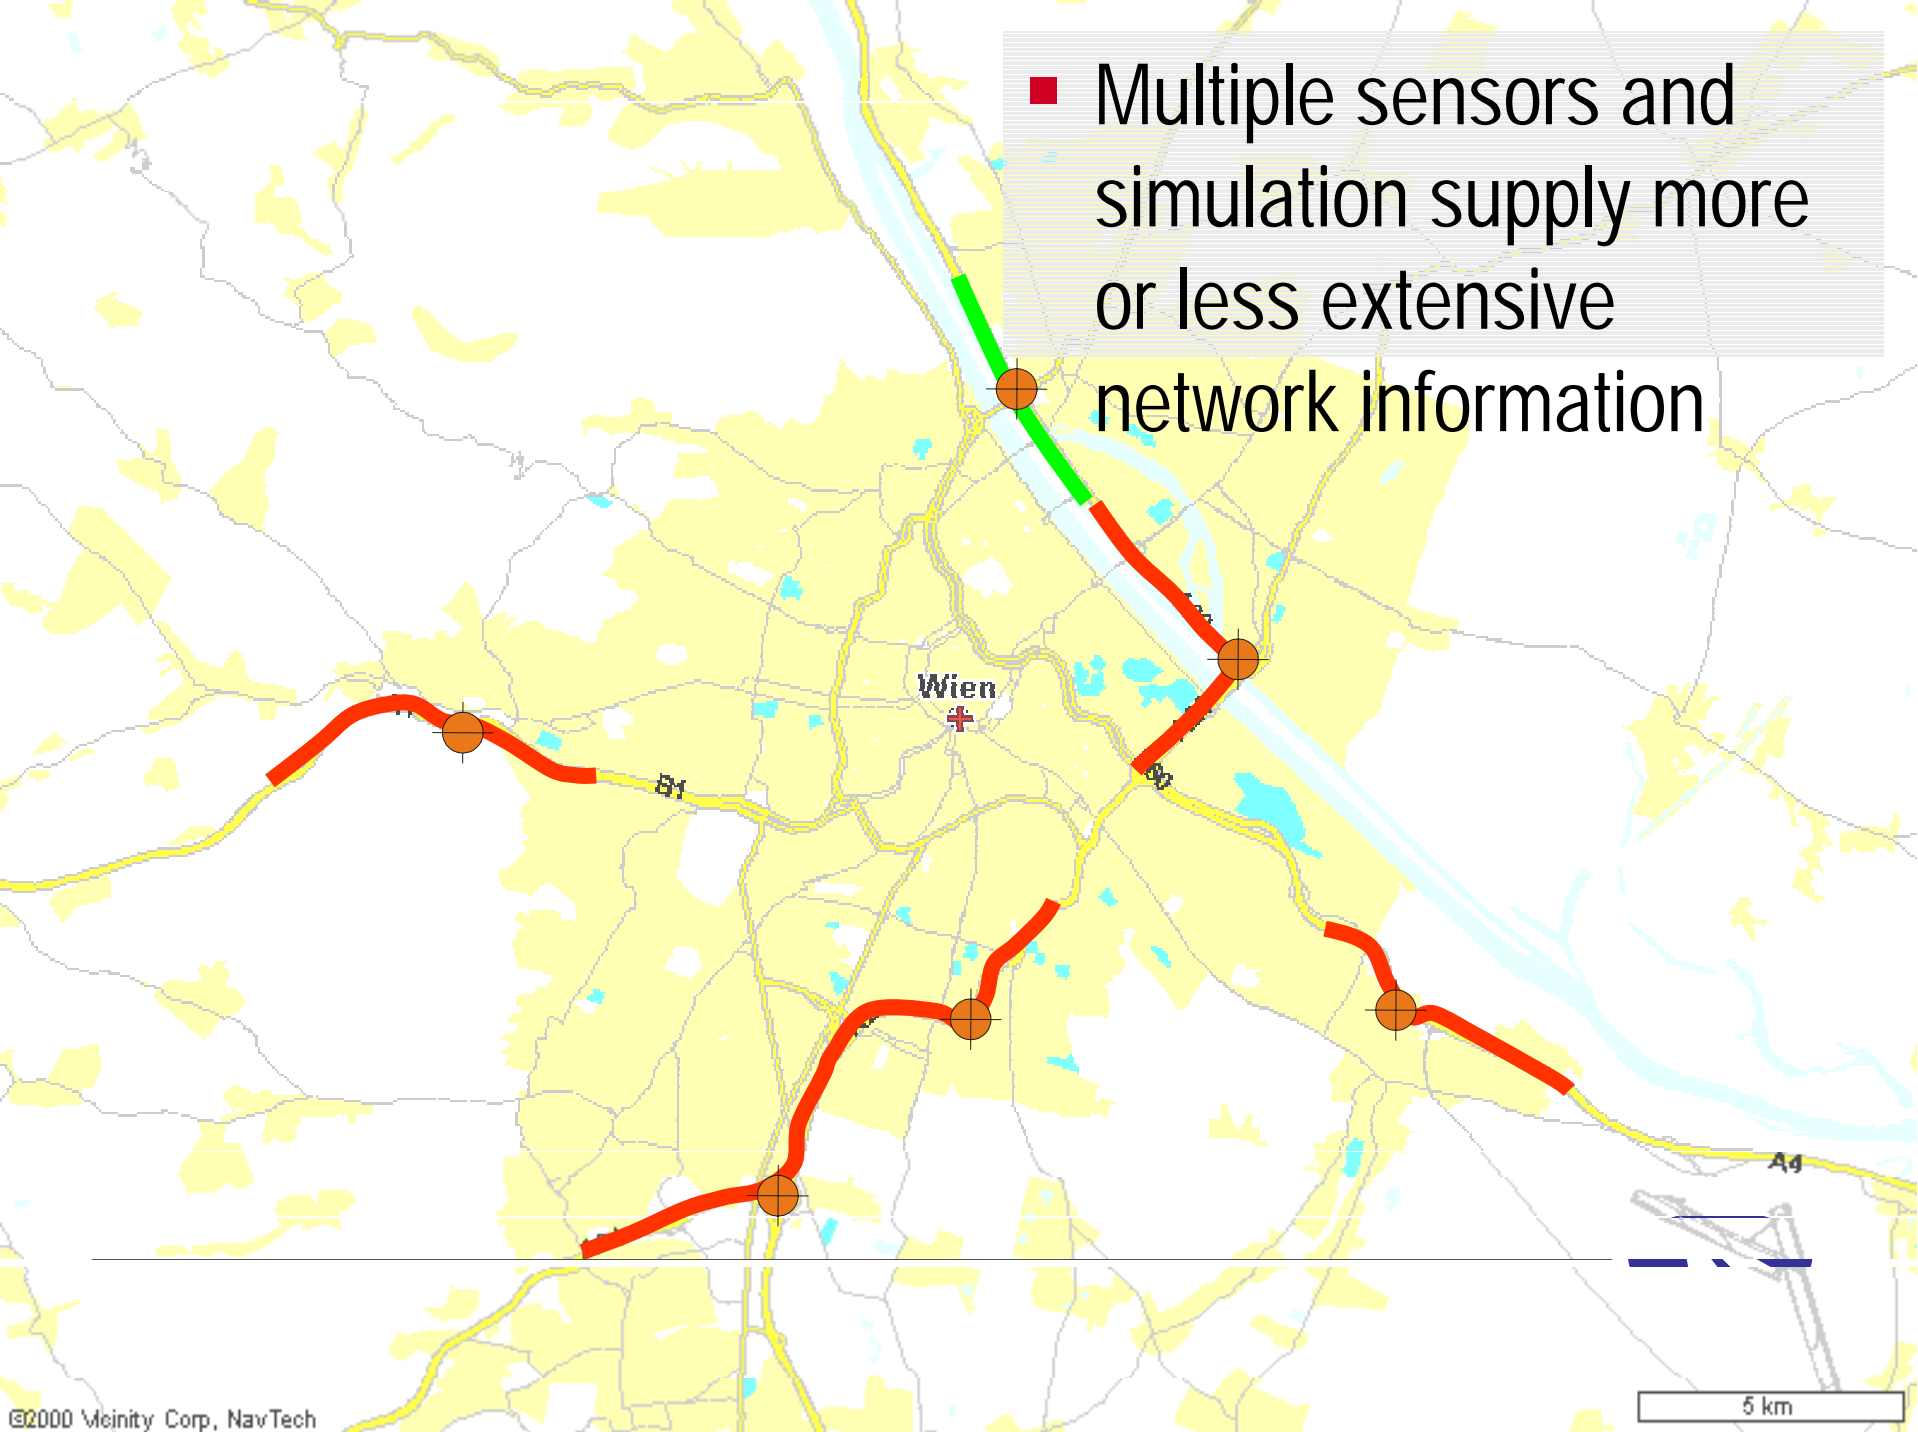 Multiple sensors and
simulation supply more
or less extensive
network information
Wien
A4
©2000 Vicinity Corp, NavTech
5 km